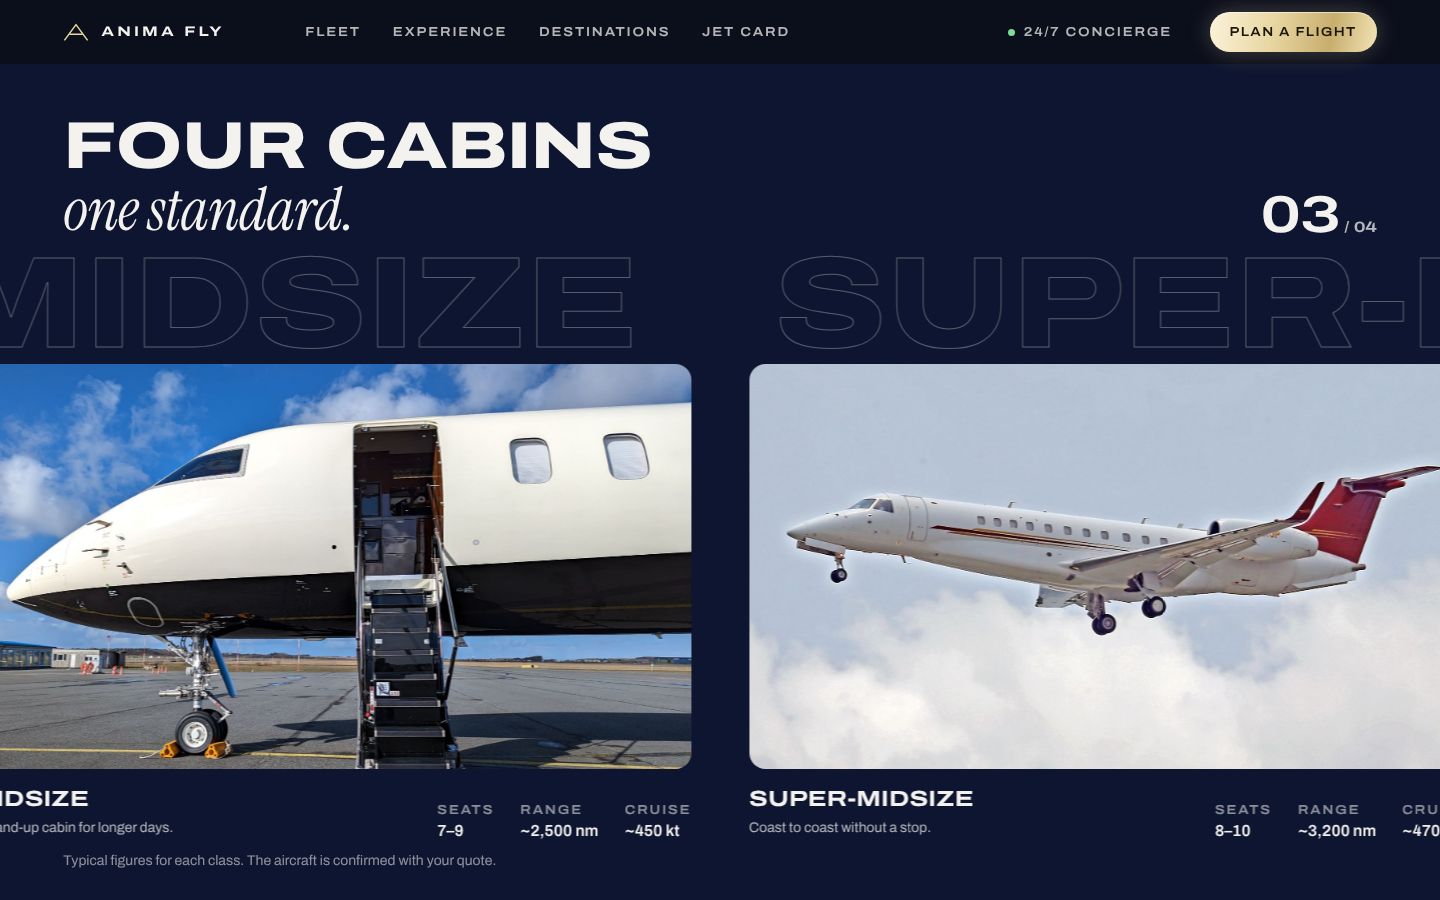 ANIMA FLY
FLEET
EXPERIENCE
DESTINATIONS
JET CARD
24/7 CONCIERGE
PLAN A FLIGHT
FOUR CABINS
one standard.
03 / 04
MIDSIZE
SUPER-
IDSIZE
and-up cabin for longer days.
SEATS
7–9
RANGE
~2,500 nm
CRUISE
~450 kt
SUPER-MIDSIZE
Coast to coast without a stop.
SEATS
8–10
RANGE
~3,200 nm
CRU
~470
Typical figures for each class. The aircraft is confirmed with your quote.